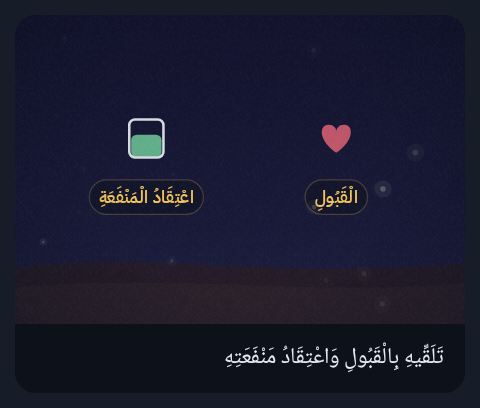 الْقَبُولِ
اعْتِقَادُ الْمَنْفَعَةِ
تَلَقِّيهِ بِالْقَبُولِ وَاعْتِقَادُ مَنْفَعَتِهِ